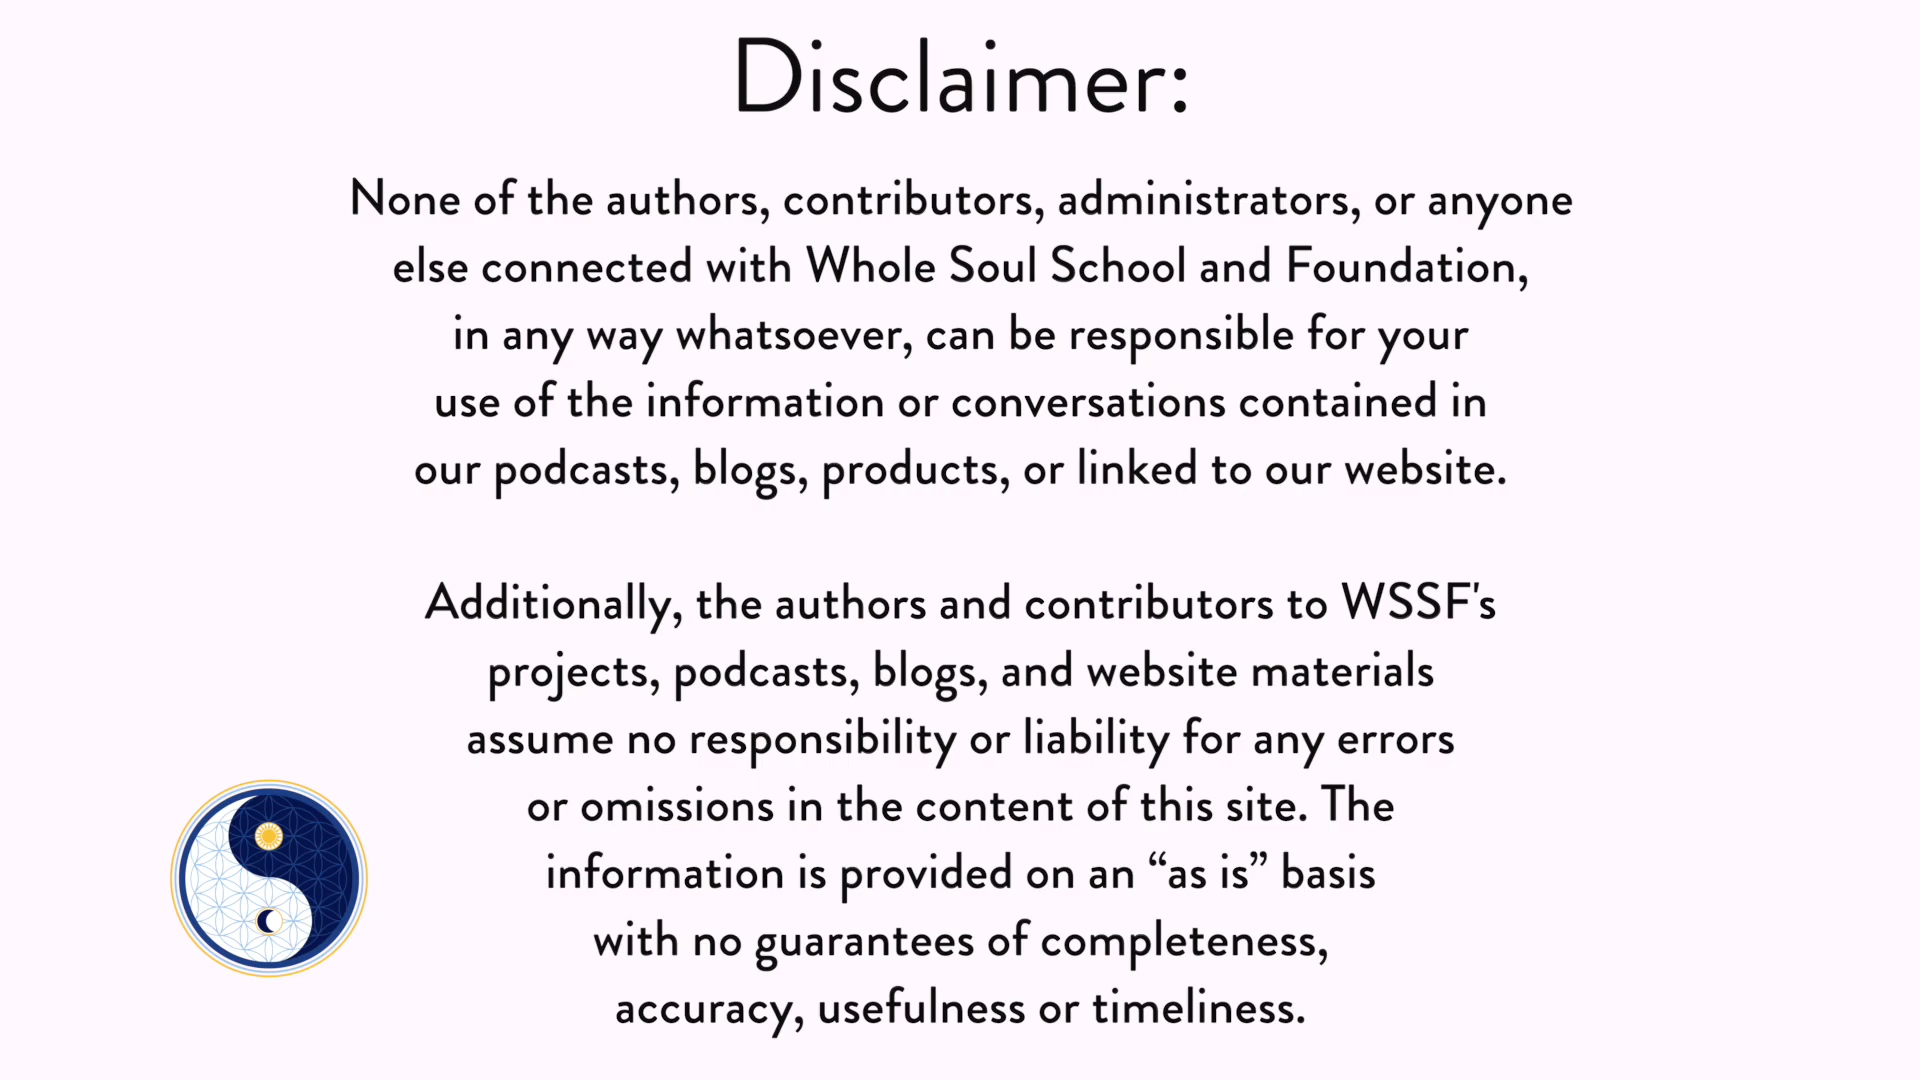 Disclaimer:
None of the authors, contributors, administrators, or anyone
else connected with Whole Soul School and Foundation,
in any way whatsoever, can be responsible for your
use of the information or conversations contained in
our podcasts, blogs, products, or linked to our website.
Additionally, the authors and contributors to WSSF's
projects, podcasts, blogs, and website materials
assume no responsibility or liability for any errors
or omissions in the content of this site. The
information is provided on an “as is” basis
with no guarantees of completeness,
accuracy, usefulness or timeliness.